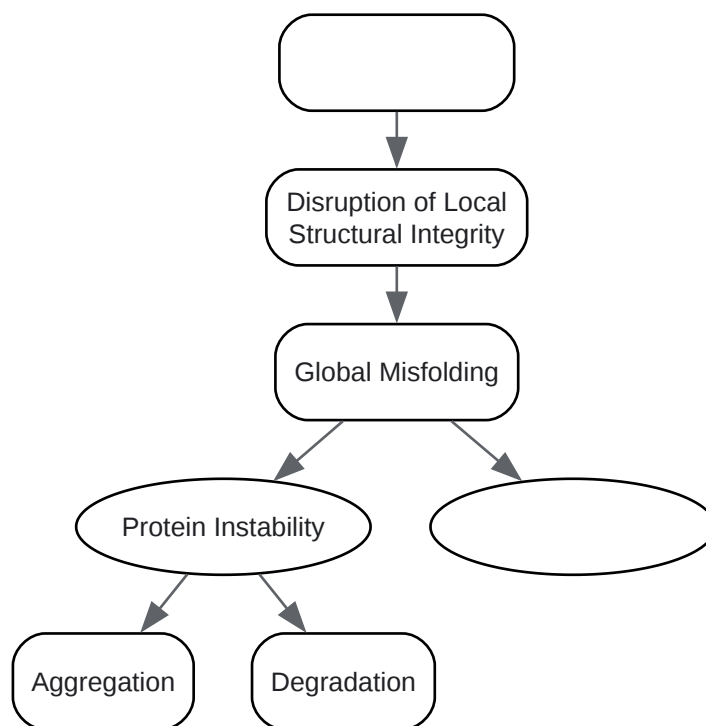 Disruption of Local
Structural Integrity
Global Misfolding
Protein Instability
Aggregation
Degradation